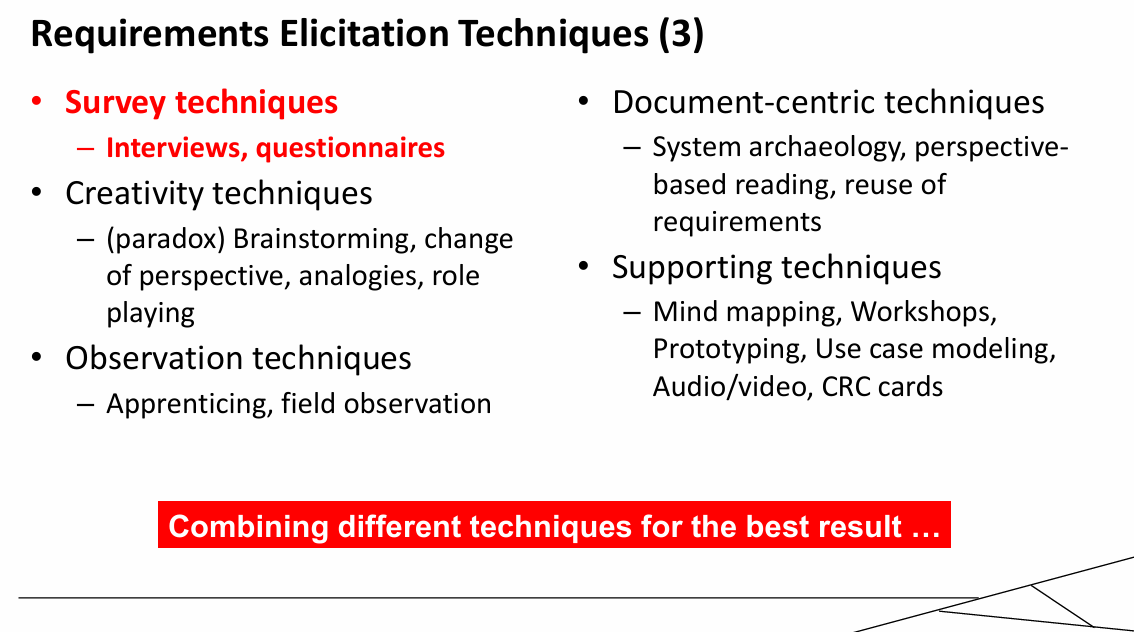 Requirements Elicitation Techniques (3)
• Survey techniques
– Interviews, questionnaires
• Creativity techniques
– (paradox) Brainstorming, change
of perspective, analogies, role
playing
• Observation techniques
– Apprenticing, field observation
• Document-centric techniques
– System archaeology, perspective-
based reading, reuse of
requirements
• Supporting techniques
– Mind mapping, Workshops,
Prototyping, Use case modeling,
Audio/video, CRC cards
Combining different techniques for the best result …